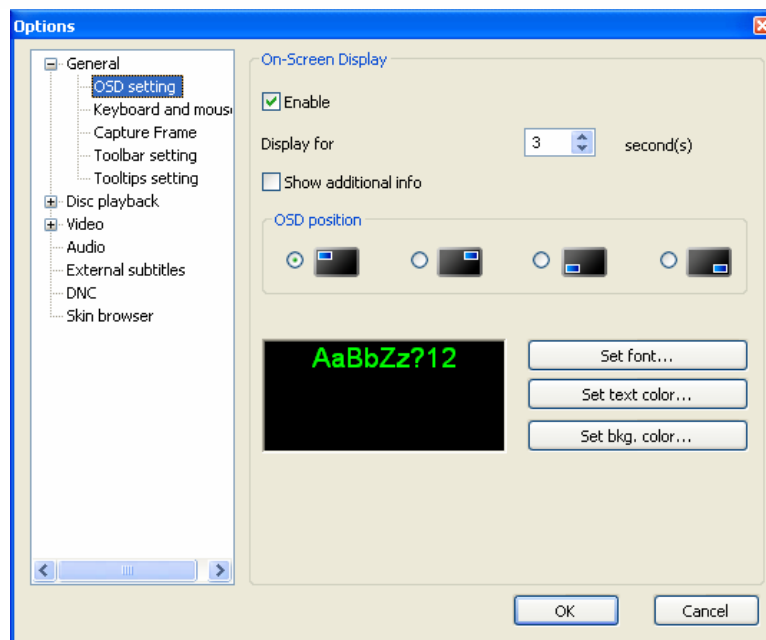 Options
General
OSD setting
Keyboard and mous
Capture Frame
Toolbar setting
Tooltips setting
Disc playback
Video
Audio
External subtitles
DNC
Skin browser
On-Screen Display
Enable
Display for 3 second(s)
Show additional info
OSD position
AaBbZz?12
Set font...
Set text color...
Set bkg. color...
OK Cancel